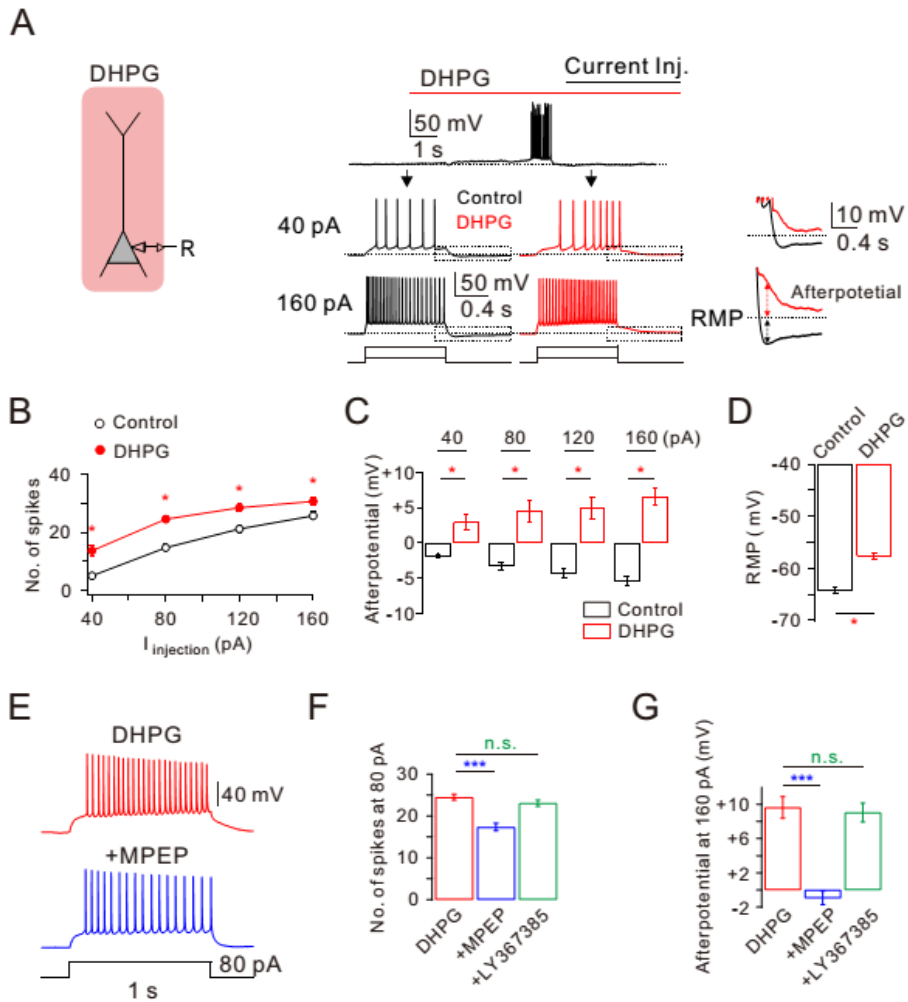 A
DHPG
R
DHPG
Current Inj.
50 mV
1 s
Control
DHPG
40 pA
10 mV
0.4 s
160 pA
50 mV
0.4 s
RMP
Afterpotetial
B
Control
DHPG
No. of spikes
40
20
0
40 80 120 160
I injection (pA)
C
40 80 120 160 (pA)
* * * *
Afterpotential (mV)
+10
+5
0
-5
-10
Control
DHPG
D
Control DHPG
RMP ( mV)
-40
-50
-60
-70
*
E
DHPG
40 mV
+MPEP
80 pA
1 s
F
n.s.
***
No. of spikes at 80 pA
30
20
10
0
DHPG
+MPEP
+LY367385
G
n.s.
***
Afterpotential at 160 pA (mV)
+10
+6
+2
-2
DHPG
+MPEP
+LY367385